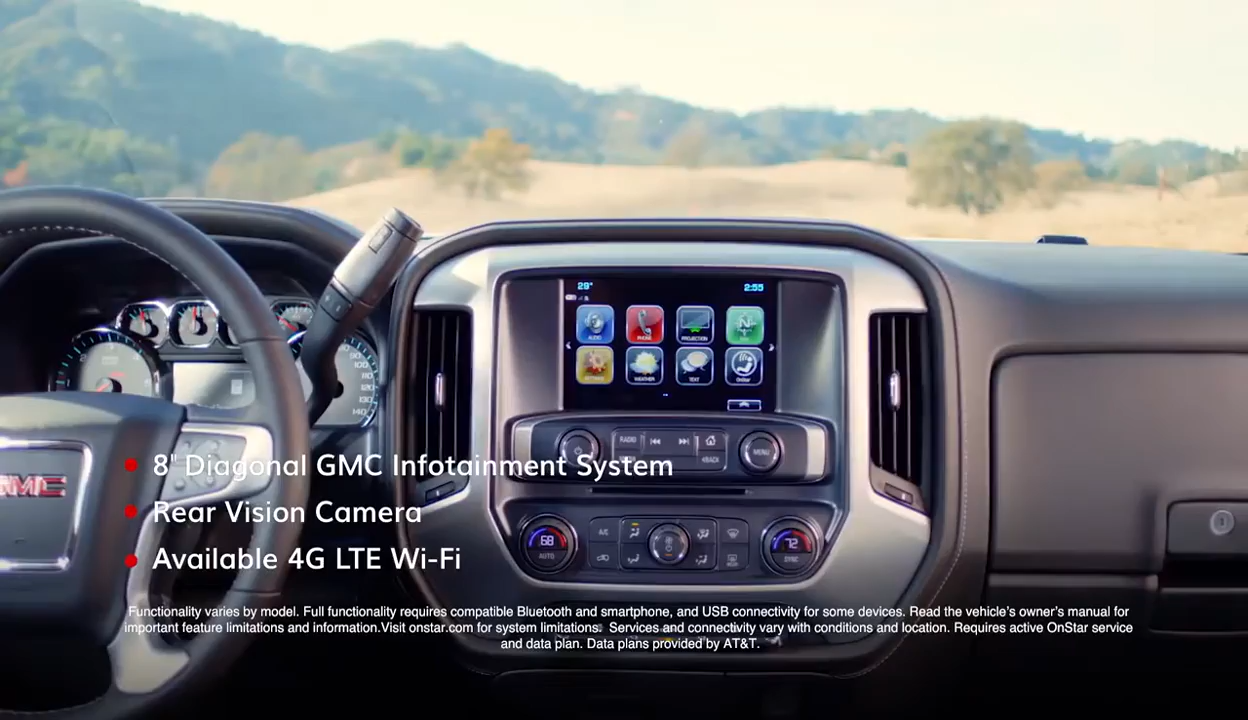 29°
2:55
AUDIO
PHONE
PROJECTION
NAV
SETTINGS
WEATHER
TEXT
OnStar
RADIO
MENU
BACK
GMC
8" Diagonal GMC Infotainment System
Rear Vision Camera
68
AUTO
A/C
72
SYNC
REAR
Available 4G LTE Wi-Fi
Functionality varies by model. Full functionality requires compatible Bluetooth and smartphone, and USB connectivity for some devices. Read the vehicle's owner's manual for
important feature limitations and information.Visit onstar.com for system limitations. Services and connectivity vary with conditions and location. Requires active OnStar service
and data plan. Data plans provided by AT&T.